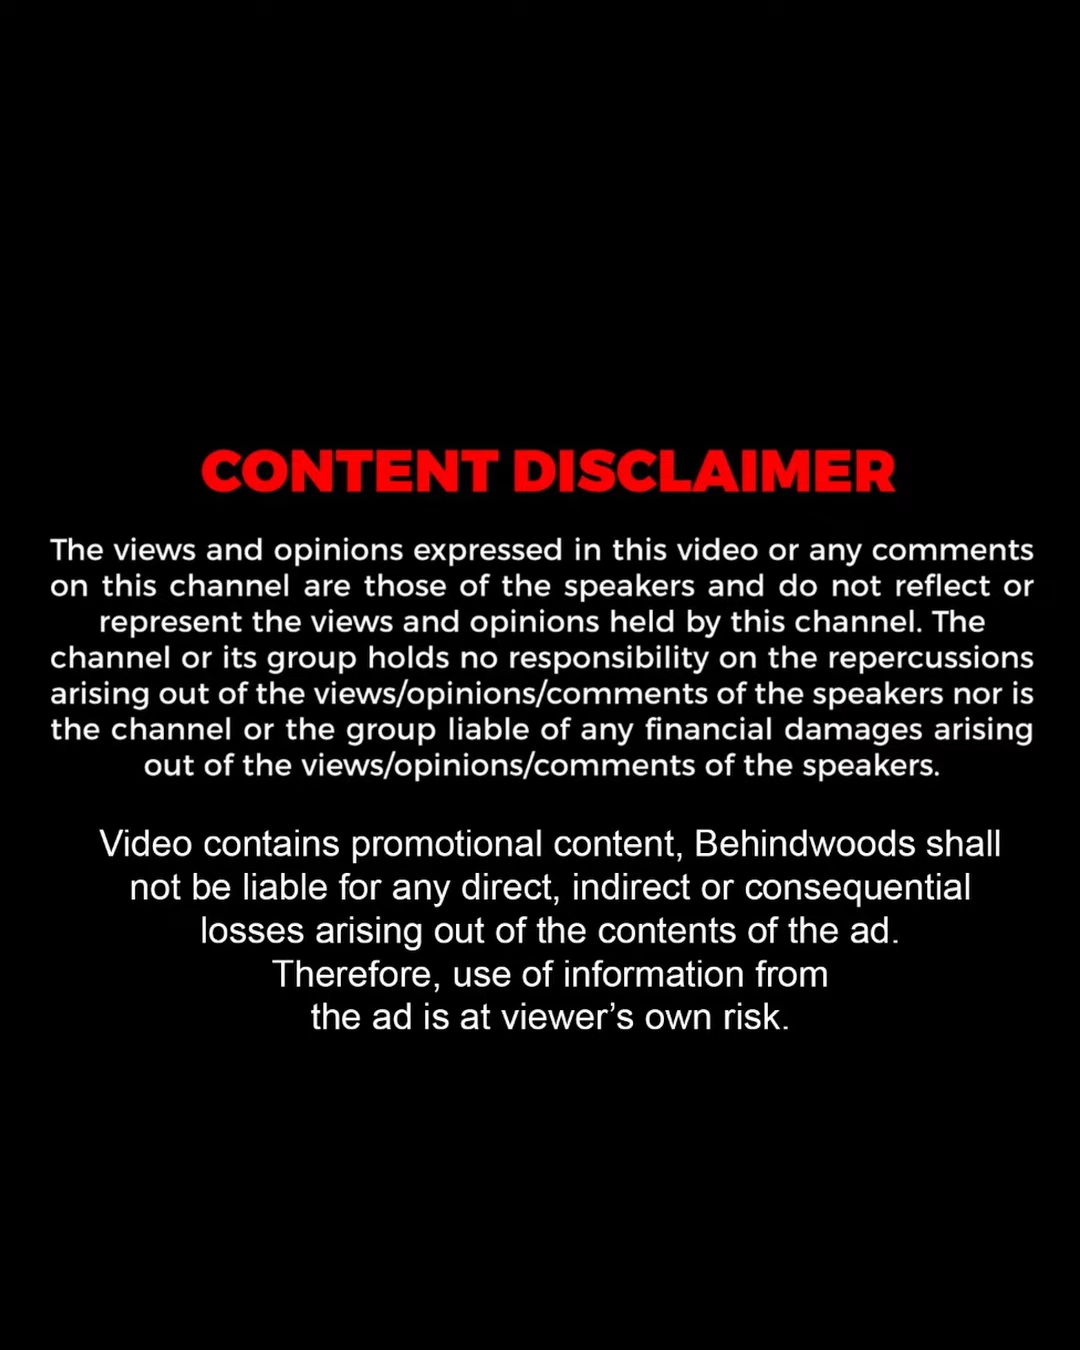 CONTENT DISCLAIMER
The views and opinions expressed in this video or any comments
on this channel are those of the speakers and do not reflect or
represent the views and opinions held by this channel. The
channel or its group holds no responsibility on the repercussions
arising out of the views/opinions/comments of the speakers nor is
the channel or the group liable of any financial damages arising
out of the views/opinions/comments of the speakers.
Video contains promotional content, Behindwoods shall
not be liable for any direct, indirect or consequential
losses arising out of the contents of the ad.
Therefore, use of information from
the ad is at viewer’s own risk.